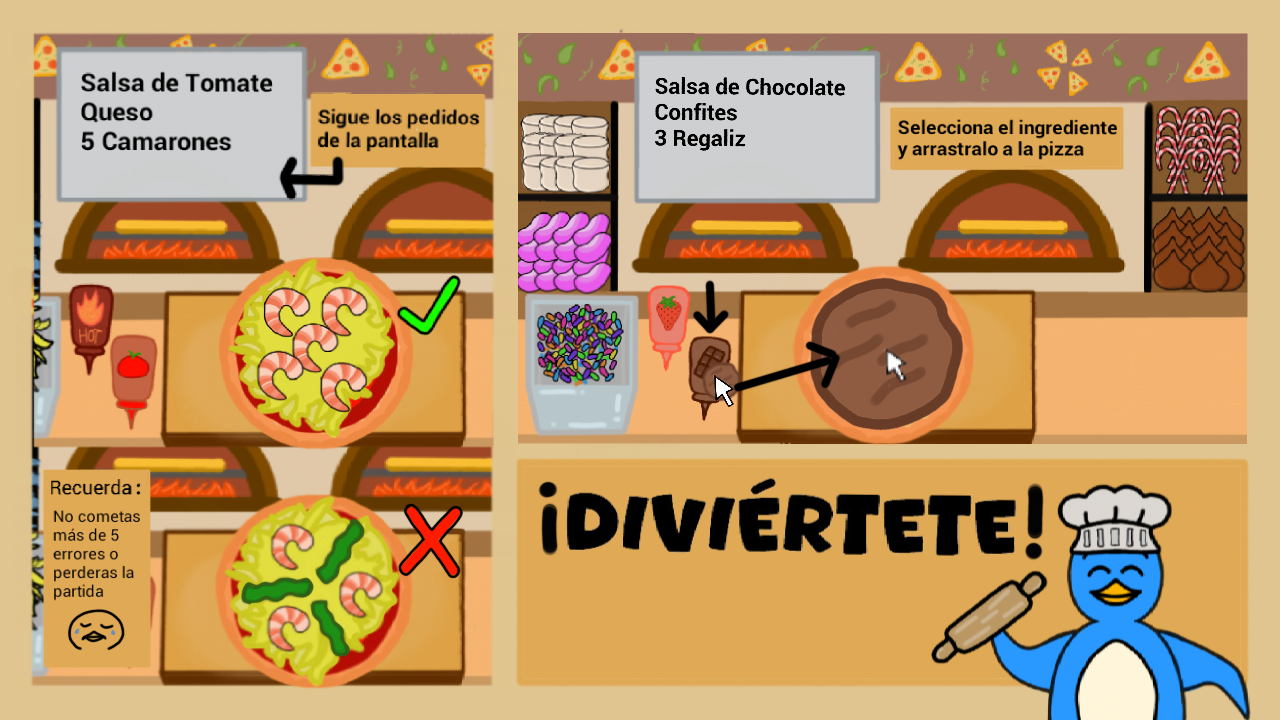 Salsa de Tomate
Queso
5 Camarones
Sigue los pedidos
de la pantalla
HOT
Recuerda:
No cometas
más de 5
errores o
perderas la
partida
Salsa de Chocolate
Confites
3 Regaliz
Selecciona el ingrediente
y arrastralo a la pizza
¡DIVIÉRTETE!